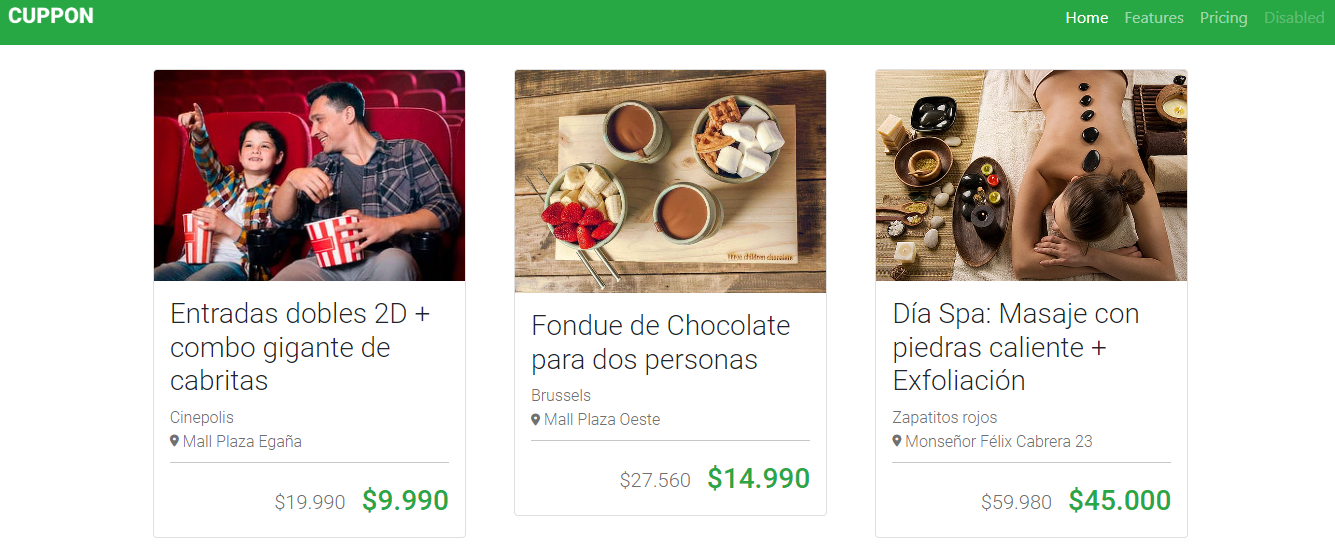 CUPPON
Home Features Pricing Disabled
Entradas dobles 2D +
combo gigante de
cabritas
Cinepolis
Mall Plaza Egaña
$19.990 $9.990
Fondue de Chocolate
para dos personas
Brussels
Mall Plaza Oeste
$27.560 $14.990
Día Spa: Masaje con
piedras caliente +
Exfoliación
Zapatitos rojos
Monseñor Félix Cabrera 23
$59.980 $45.000